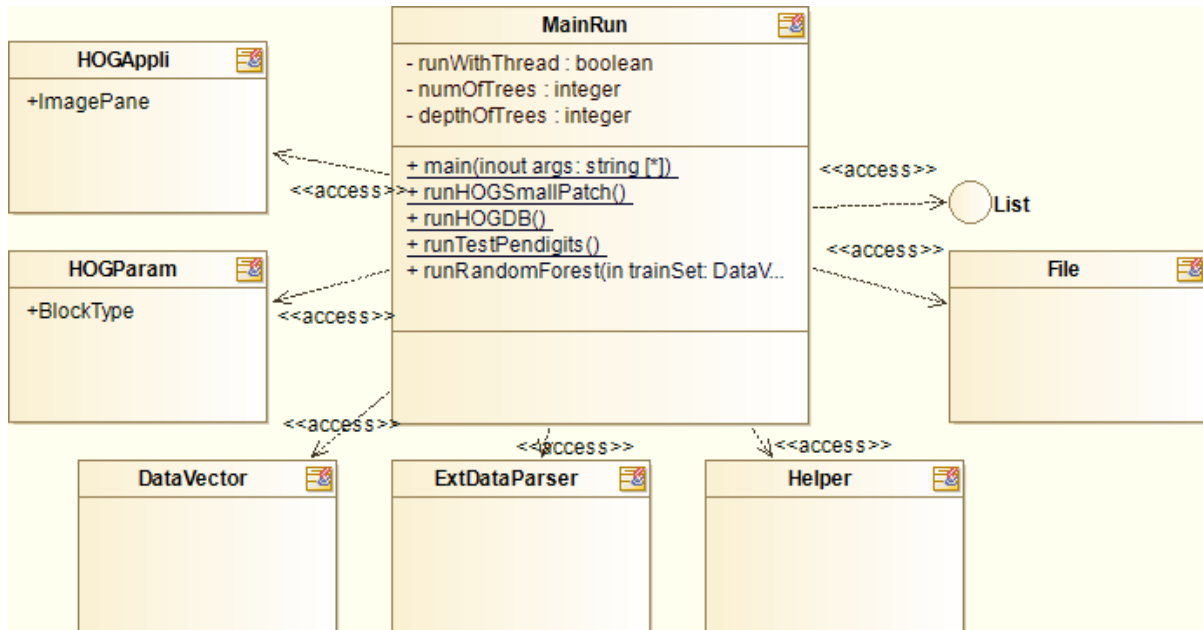 MainRun
- runWithThread : boolean
- numOfTrees : integer
- depthOfTrees : integer
+ main(inout args: string [*])
+ runHOGSmallPatch()
+ runHOGDB()
+ runTestPendigits()
+ runRandomForest(in trainSet: DataV...
HOGAppli
+ImagePane
<<access>>
<<access>>
List
HOGParam
+BlockType
<<access>>
<<access>>
File
<<access>>
<<access>>
<<access>>
DataVector
ExtDataParser
Helper